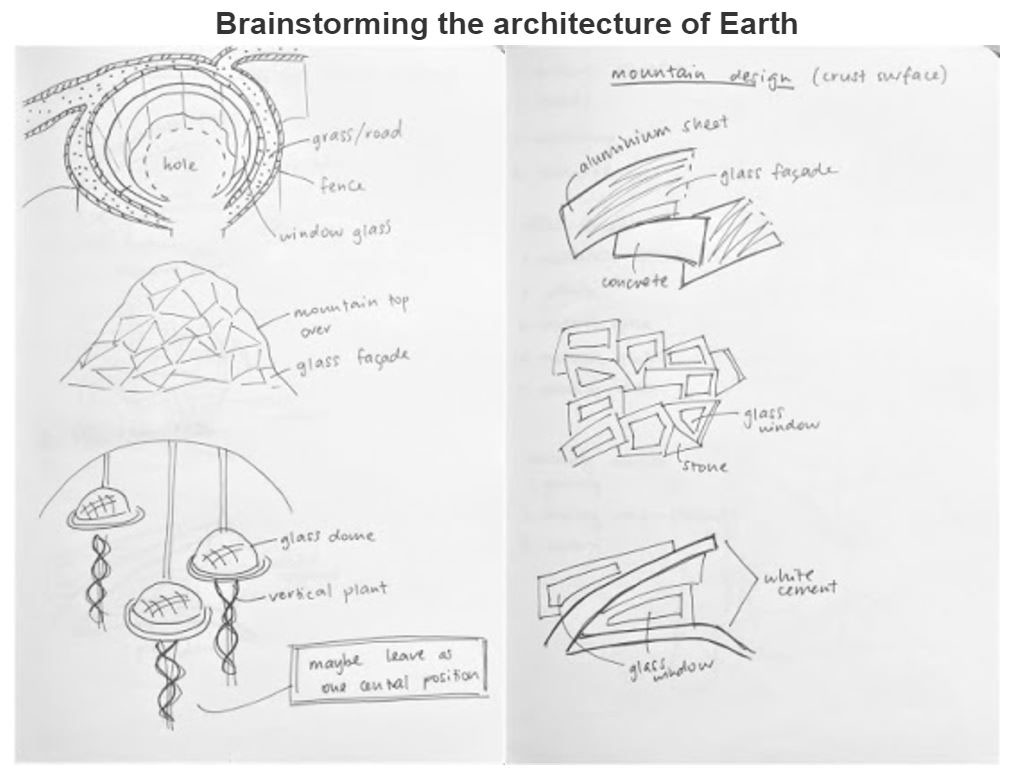 Brainstorming the architecture of Earth
hole
grass/road
fence
window glass
mountain top
over
glass façade
glass dome
vertical plant
maybe leave as
one central position
mountain design (crust surface)
aluminium sheet
glass façade
concrete
glass
window
stone
white
cement
glass
window